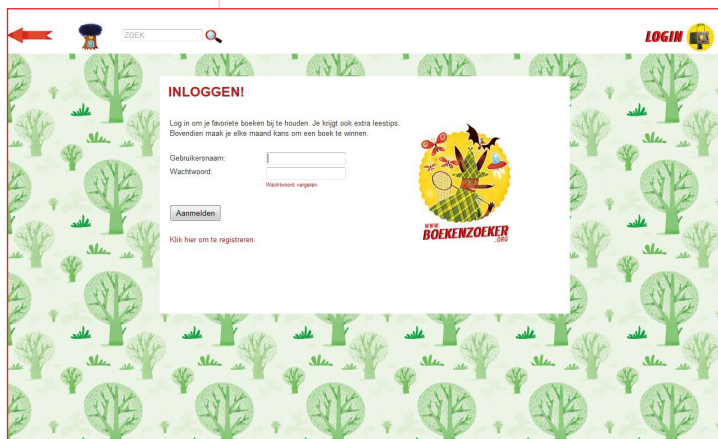 ZOEK
LOGIN
INLOGGEN!
Log in om je favoriete boeken bij te houden. Je krijgt ook extra leestips.
Bovendien maak je elke maand kans om een boek te winnen.
Gebruikersnaam:
Wachtwoord:
Wachtwoord vergeten.
Aanmelden
Klik hier om te registreren.
WWW.
BOEKENZOEKER
.ORG